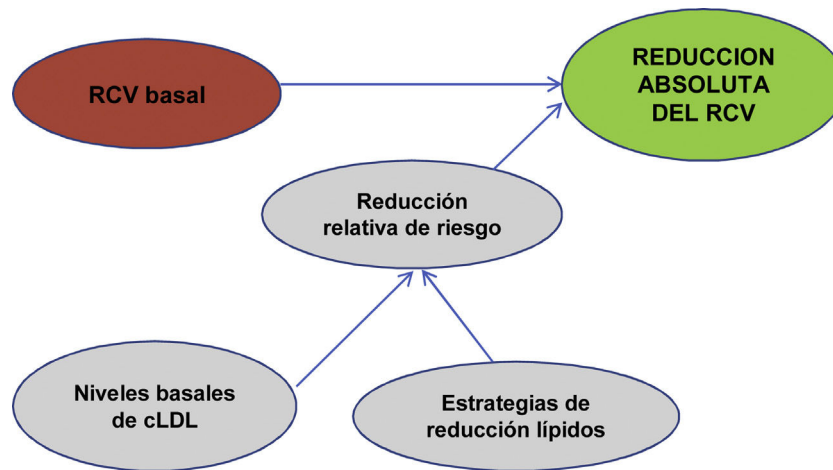 RCV basal
REDUCCION
ABSOLUTA
DEL RCV
Reducción
relativa de riesgo
Niveles basales
de cLDL
Estrategias de
reducción lípidos